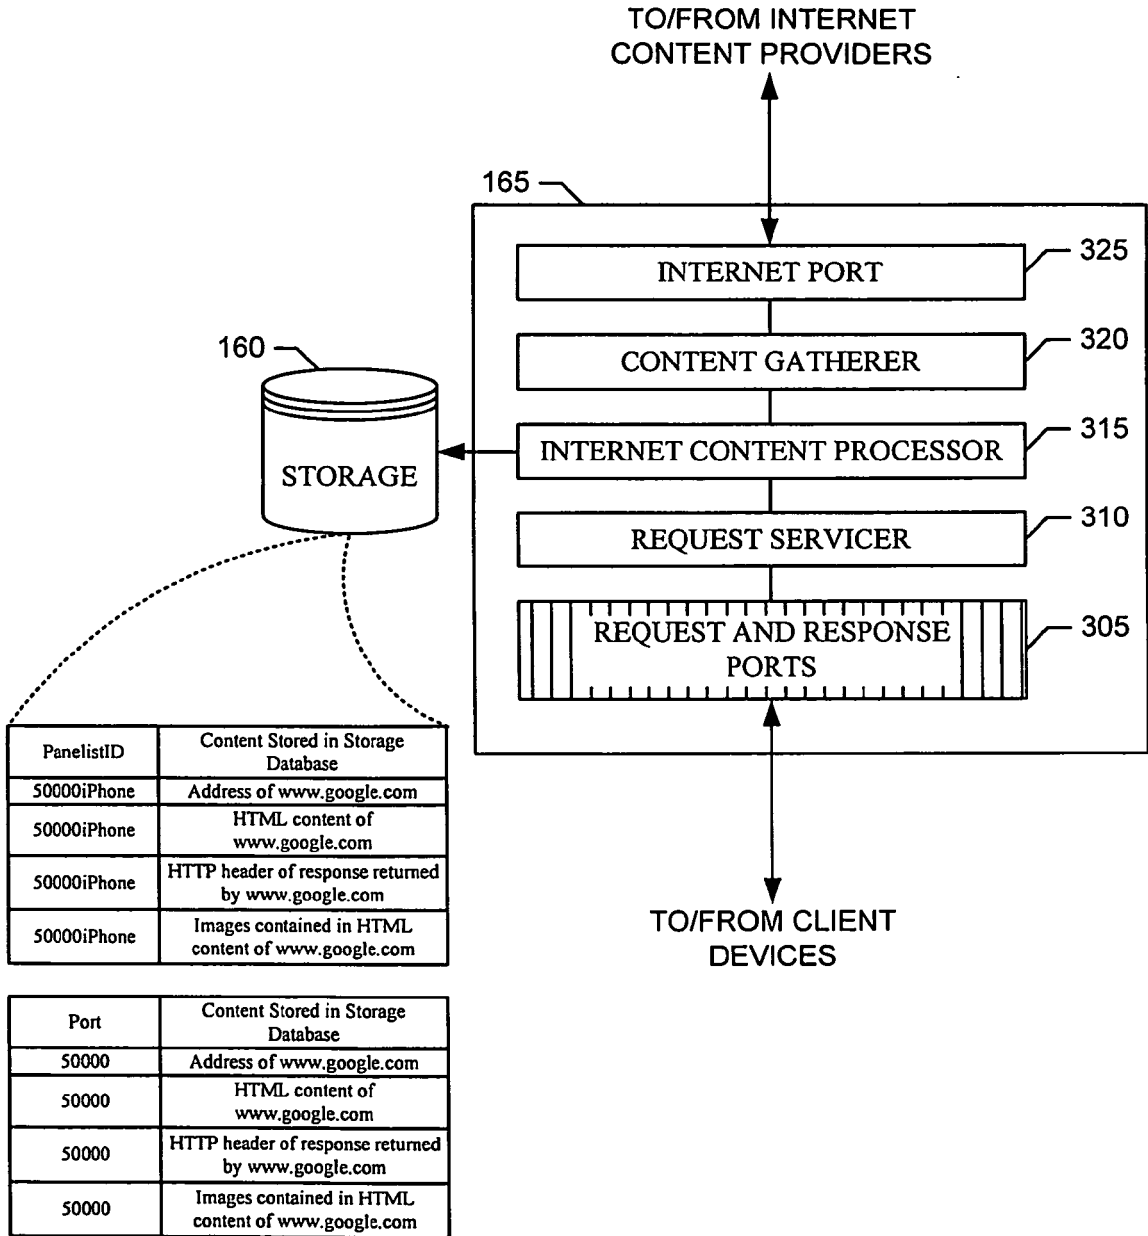 TO/FROM INTERNET
CONTENT PROVIDERS
165
INTERNET PORT
325
CONTENT GATHERER
320
160
STORAGE
INTERNET CONTENT PROCESSOR
315
REQUEST SERVICER
310
REQUEST AND RESPONSE
PORTS
305
TO/FROM CLIENT
DEVICES
PanelistID
Content Stored in Storage
Database
50000iPhone
Address of www.google.com
50000iPhone
HTML content of
www.google.com
50000iPhone
HTTP header of response returned
by www.google.com
50000iPhone
Images contained in HTML
content of www.google.com
Port
Content Stored in Storage
Database
50000
Address of www.google.com
50000
HTML content of
www.google.com
50000
HTTP header of response returned
by www.google.com
50000
Images contained in HTML
content of www.google.com